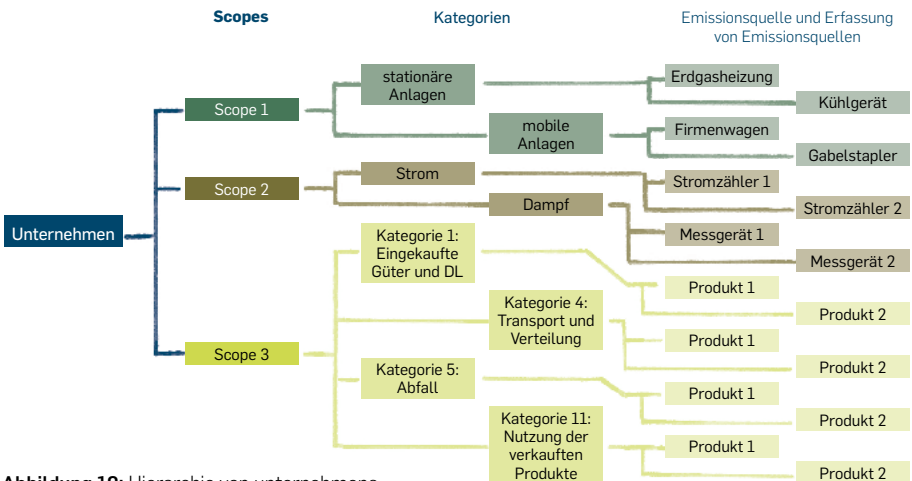 Scopes
Kategorien
Emissionsquelle und Erfassung
von Emissionsquellen
Unternehmen
Scope 1
stationäre
Anlagen
Erdgasheizung
Kühlgerät
mobile
Anlagen
Firmenwagen
Gabelstapler
Scope 2
Strom
Stromzähler 1
Stromzähler 2
Dampf
Messgerät 1
Messgerät 2
Scope 3
Kategorie 1:
Eingekaufte
Güter und DL
Produkt 1
Produkt 2
Kategorie 4:
Transport und
Verteilung
Produkt 1
Produkt 2
Kategorie 5:
Abfall
Produkt 1
Produkt 2
Kategorie 11:
Nutzung der
verkauften
Produkte
Produkt 1
Produkt 2